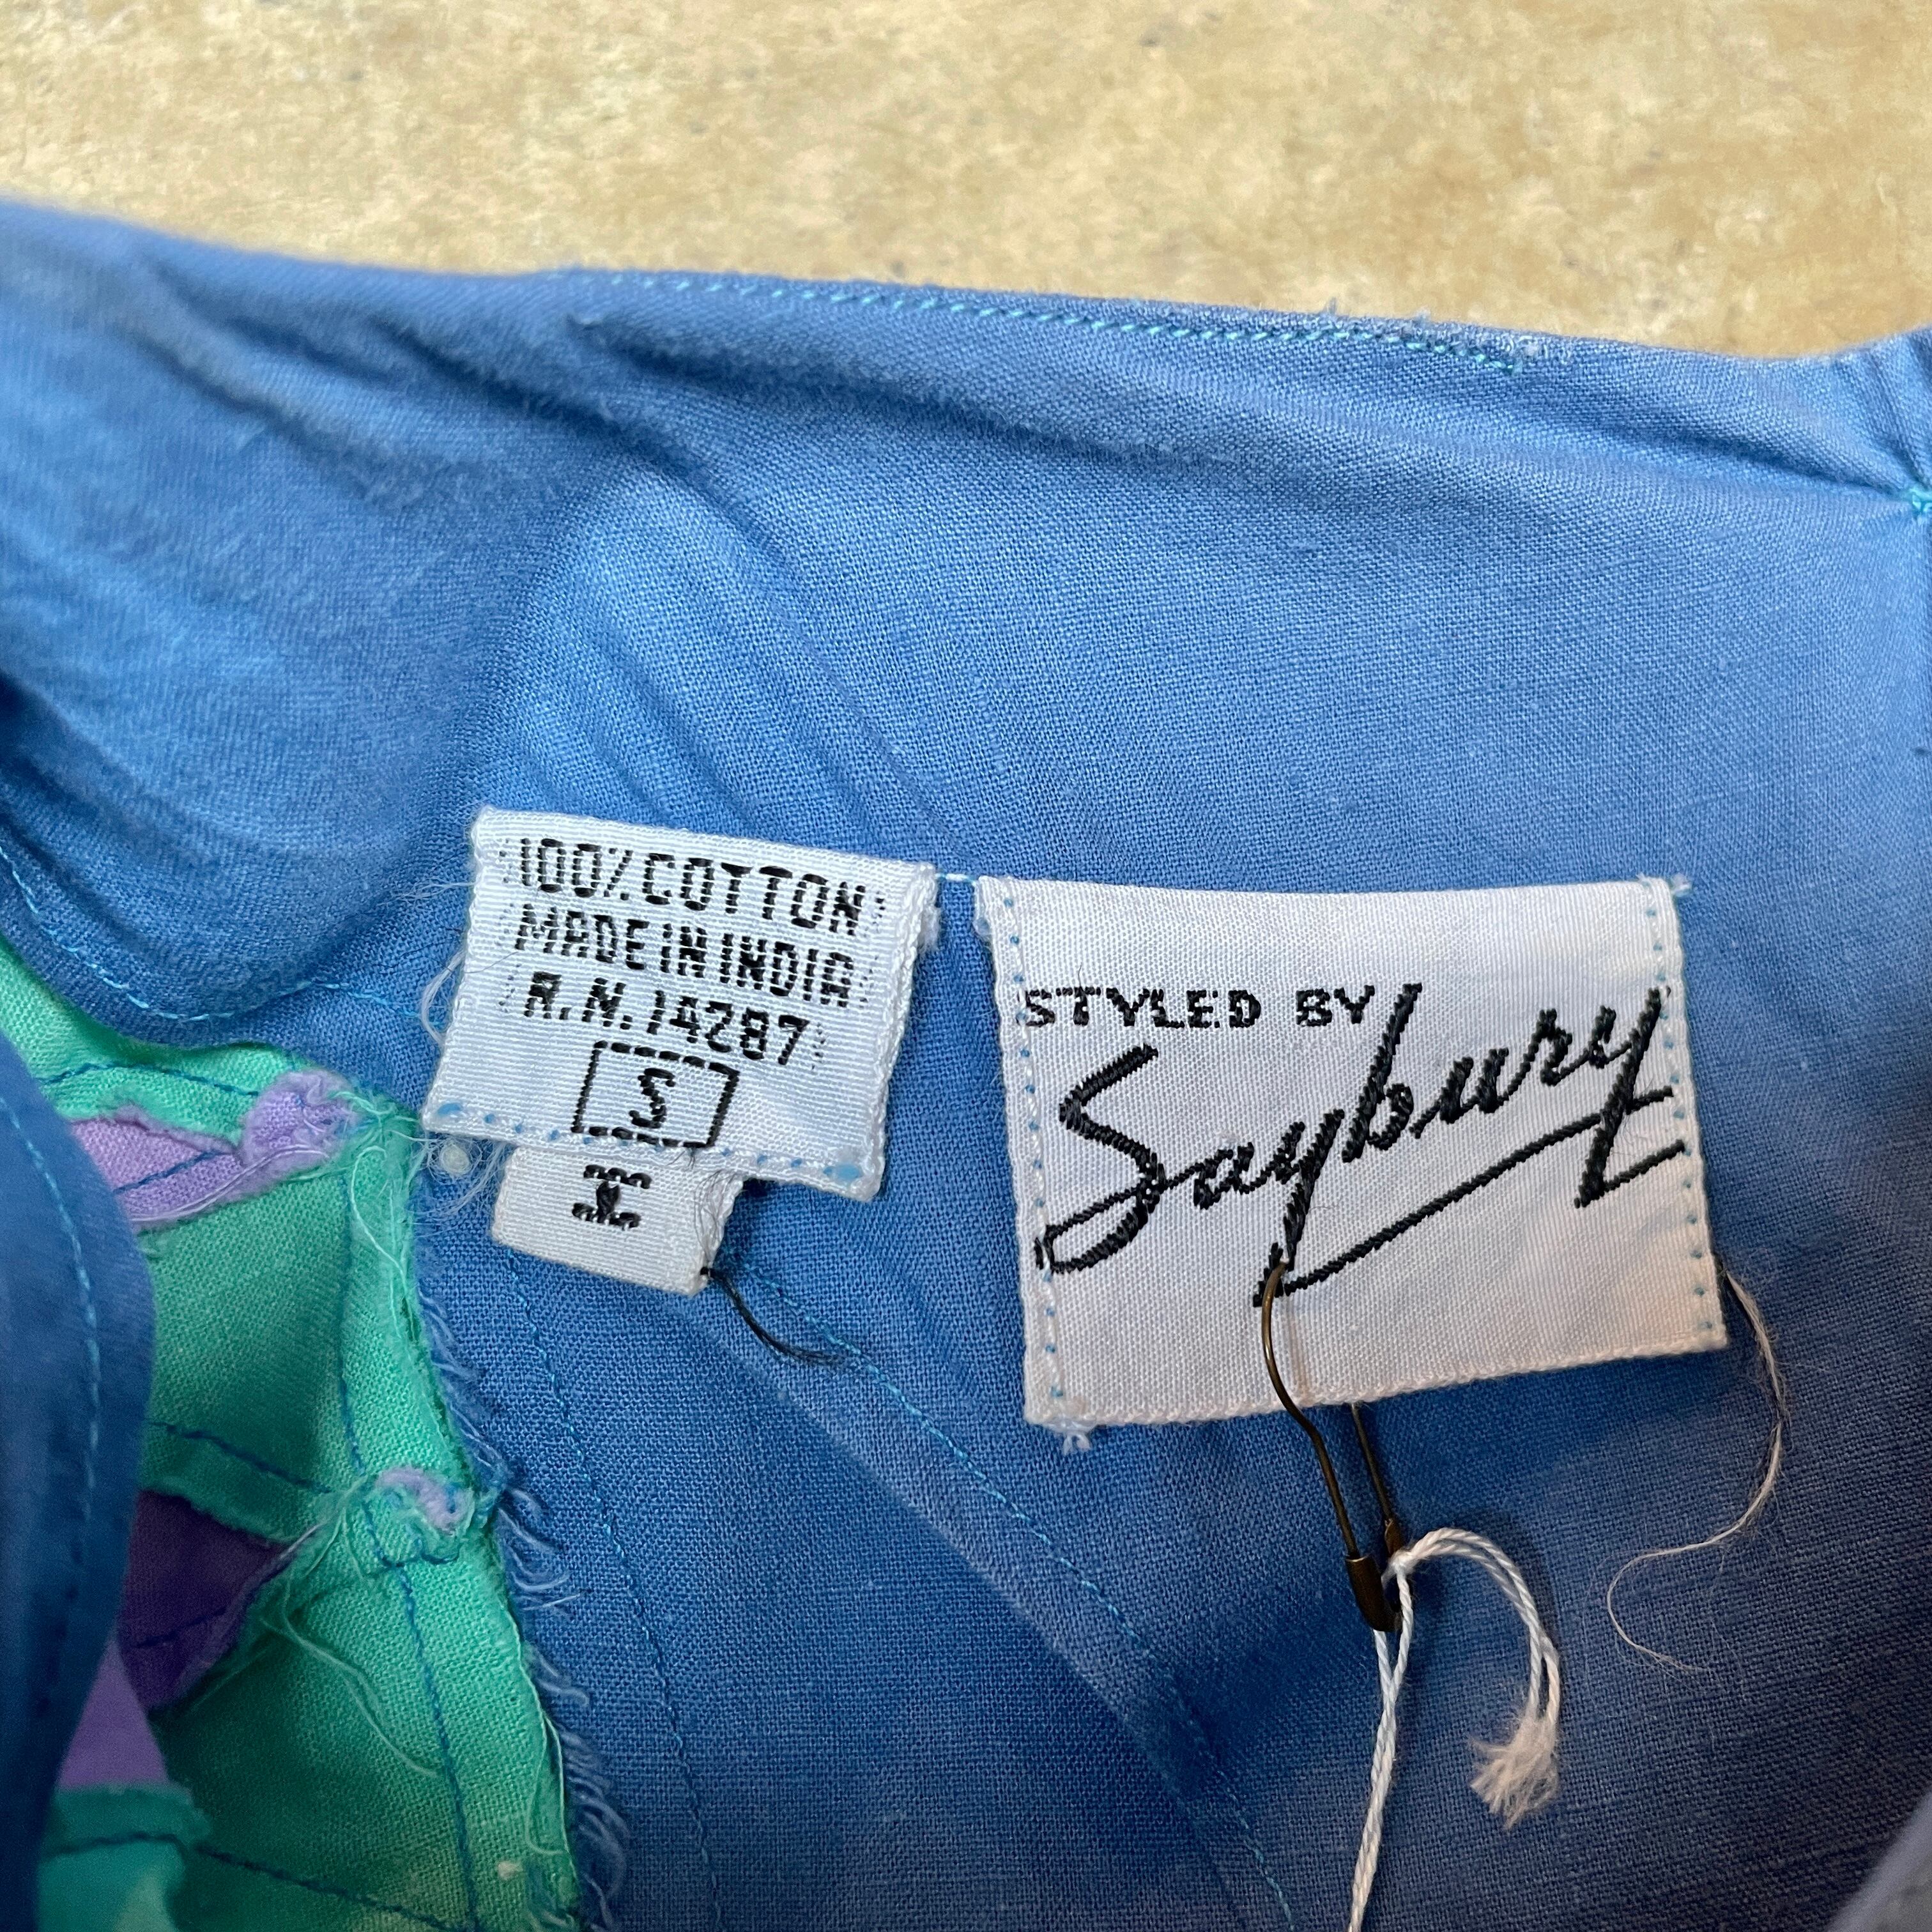 100% COTTON
MADE IN INDIA
R.N. 14287
S
STYLED BY
Saybury